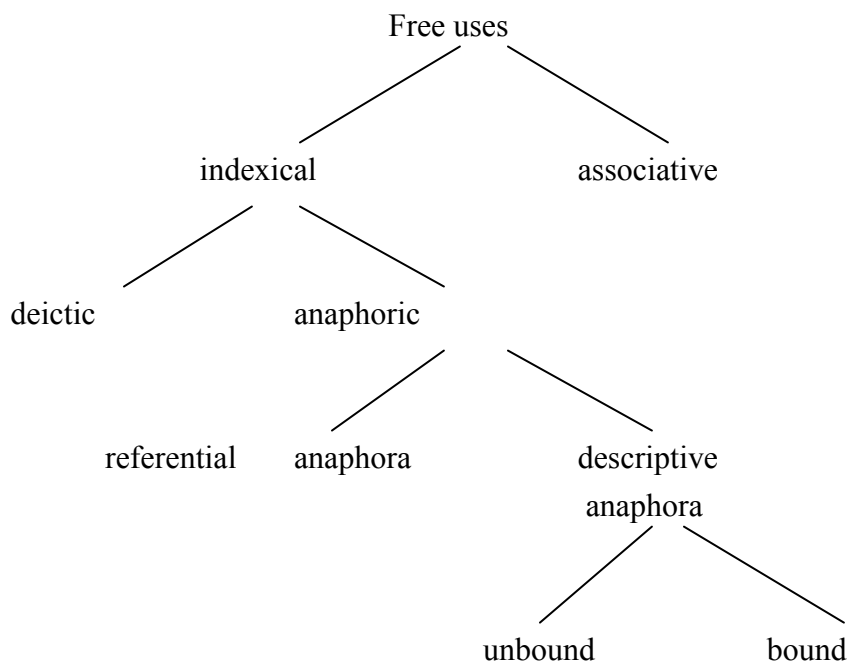 Free uses
indexical associative
deictic anaphoric
referential anaphora descriptive
anaphora
unbound bound